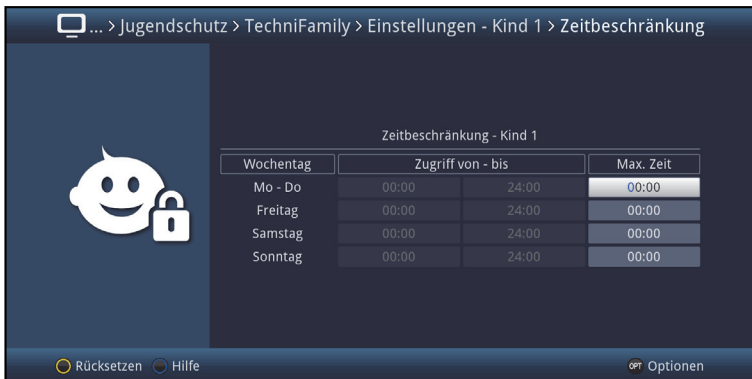 ... > Jugendschutz > TechniFamily > Einstellungen - Kind 1 > Zeitbeschränkung
Zeitbeschränkung - Kind 1
Wochentag Zugriff von - bis Max. Zeit
Mo - Do 00:00 24:00 00:00
Freitag 00:00 24:00 00:00
Samstag 00:00 24:00 00:00
Sonntag 00:00 24:00 00:00
Rücksetzen Hilfe OPT Optionen